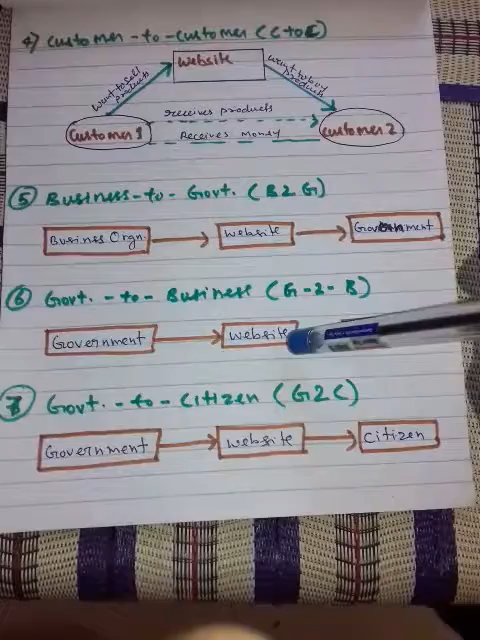 4) Customer - to - Customer (C to C)
Website
want to sell products
want to buy products
receives products
Customer 1
Customer 2
Receives Money
5 Business - to - Govt. (B2G)
Business Orgn.
Website
Government
6 Govt. - to - Business (G-2-B)
Government
Website
7 Govt. - to - Citizen (G2C)
Government
Website
Citizen